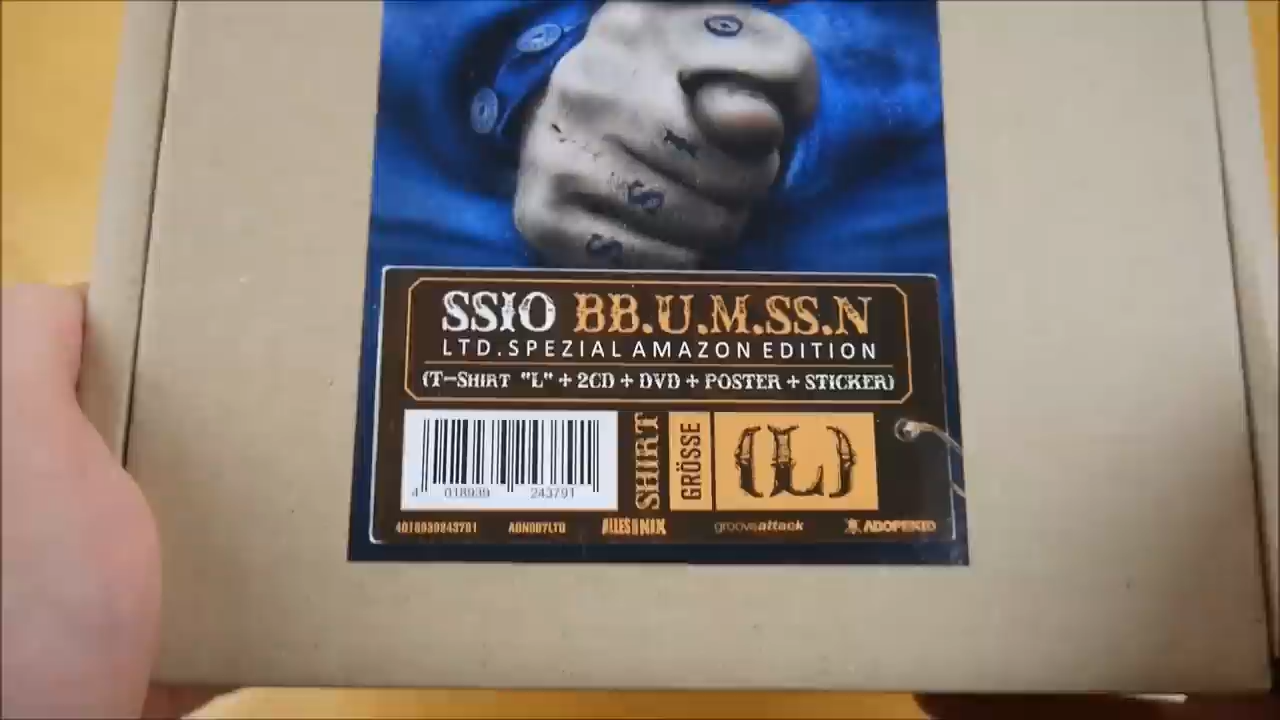 S
S
SSIO BB.U.M.SS.N
LTD. SPEZIAL AMAZON EDITION
(T-SHIRT "L" + 2CD + DVD + POSTER + STICKER)
4 018939 243791
SHIRT
GRÖSSE
(L)
4018939243791 ADN007LTD ALLES ODER NIX grooveattack ADOPEKID